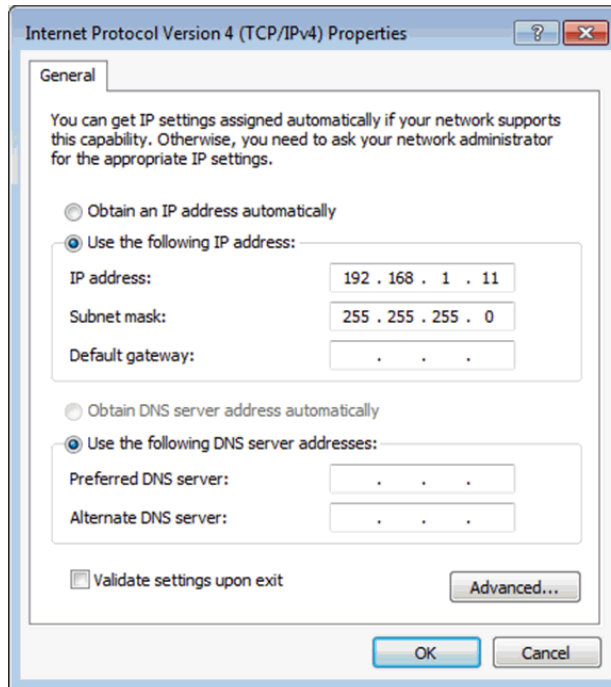 Internet Protocol Version 4 (TCP/IPv4) Properties
General
You can get IP settings assigned automatically if your network supports
this capability. Otherwise, you need to ask your network administrator
for the appropriate IP settings.
Obtain an IP address automatically
Use the following IP address:
IP address: 192 . 168 . 1 . 11
Subnet mask: 255 . 255 . 255 . 0
Default gateway: . . .
Obtain DNS server address automatically
Use the following DNS server addresses:
Preferred DNS server: . . .
Alternate DNS server: . . .
Validate settings upon exit
Advanced...
OK Cancel